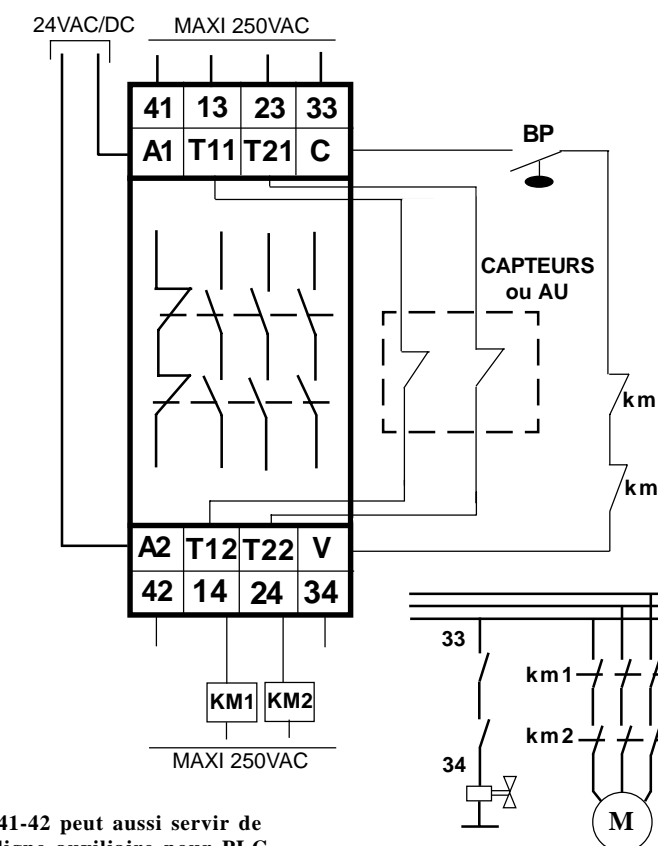 24VAC/DC MAXI 250VAC
41 13 23 33
A1 T11 T21 C
BP
CAPTEURS
ou AU
km
km
A2 T12 T22 V
42 14 24 34
33
km1
KM1 KM2
km2
MAXI 250VAC
34
M
41-42 peut aussi servir de
ligne auxiliaire pour PLC